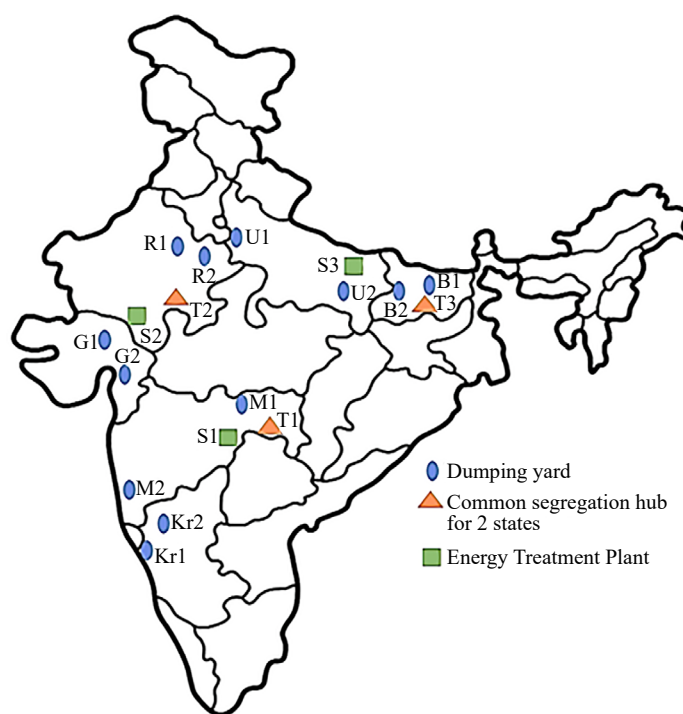 R1
U1
R2
S3
B1
U2
B2
T3
T2
S2
G1
G2
M1
T1
S1
M2
Kr2
Kr1
Dumping yard
Common segregation hub
for 2 states
Energy Treatment Plant